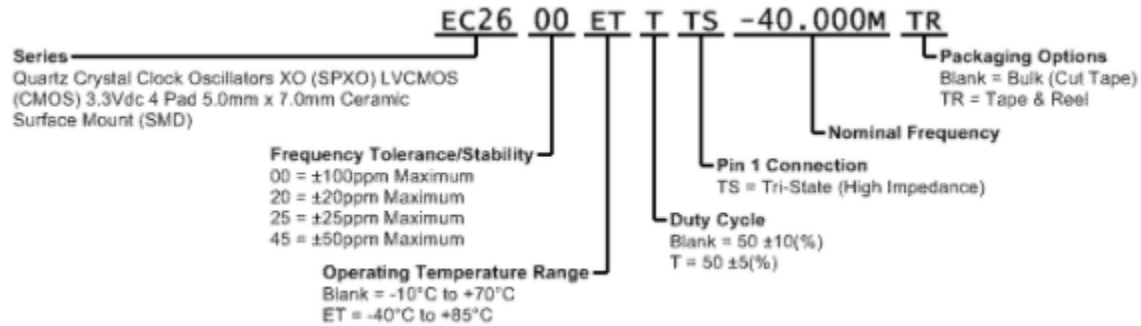 EC26 00 ET T TS -40.000M TR
Series
Quartz Crystal Clock Oscillators XO (SPXO) LVCMOS
(CMOS) 3.3Vdc 4 Pad 5.0mm x 7.0mm Ceramic
Surface Mount (SMD)
Packaging Options
Blank = Bulk (Cut Tape)
TR = Tape & Reel
Nominal Frequency
Frequency Tolerance/Stability
00 = ±100ppm Maximum
20 = ±20ppm Maximum
25 = ±25ppm Maximum
45 = ±50ppm Maximum
Pin 1 Connection
TS = Tri-State (High Impedance)
Duty Cycle
Blank = 50 ±10(%)
T = 50 ±5(%)
Operating Temperature Range
Blank = -10°C to +70°C
ET = -40°C to +85°C